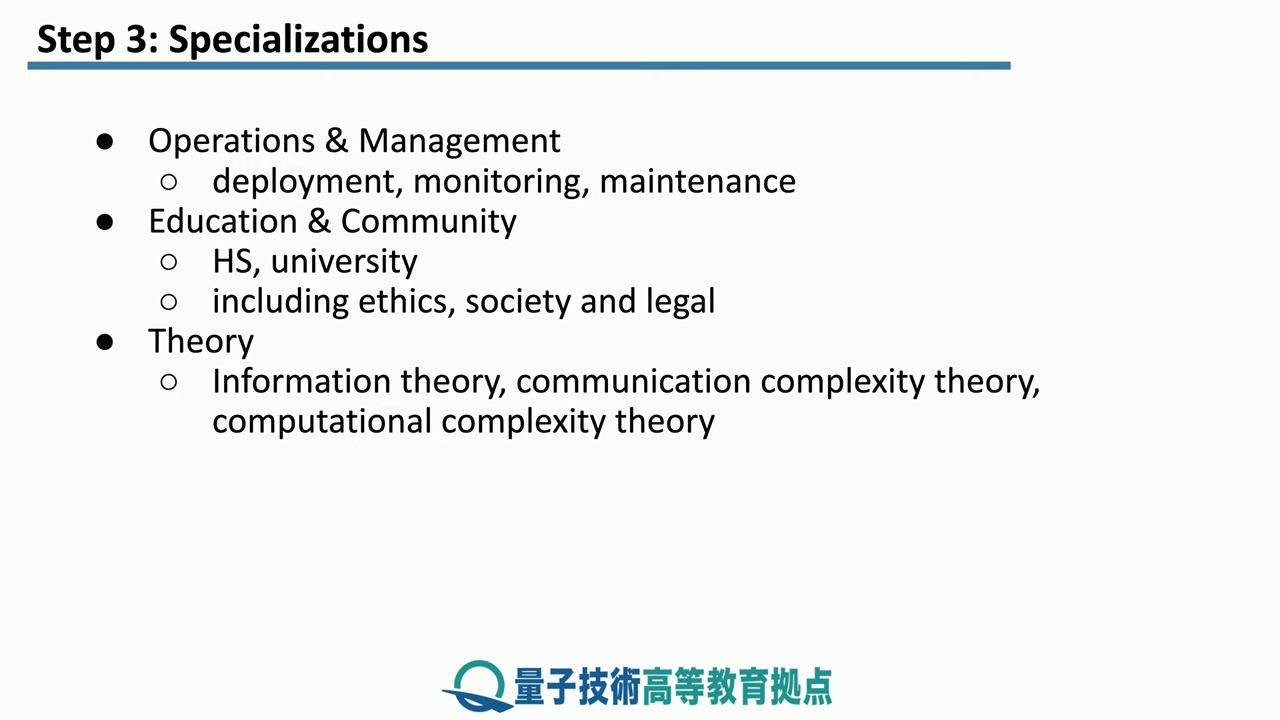 Step 3: Specializations
● Operations & Management
○ deployment, monitoring, maintenance
● Education & Community
○ HS, university
○ including ethics, society and legal
● Theory
○ Information theory, communication complexity theory,
computational complexity theory
量子技術高等教育拠点